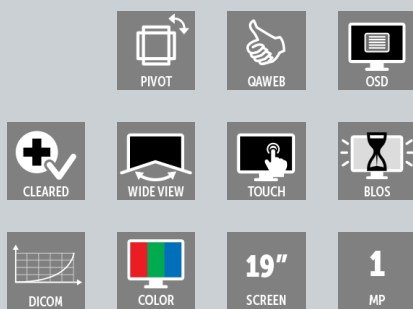 PIVOT
QAWEB
OSD
CLEARED
WIDE VIEW
TOUCH
BLOS
DICOM
COLOR
19"
SCREEN
1
MP